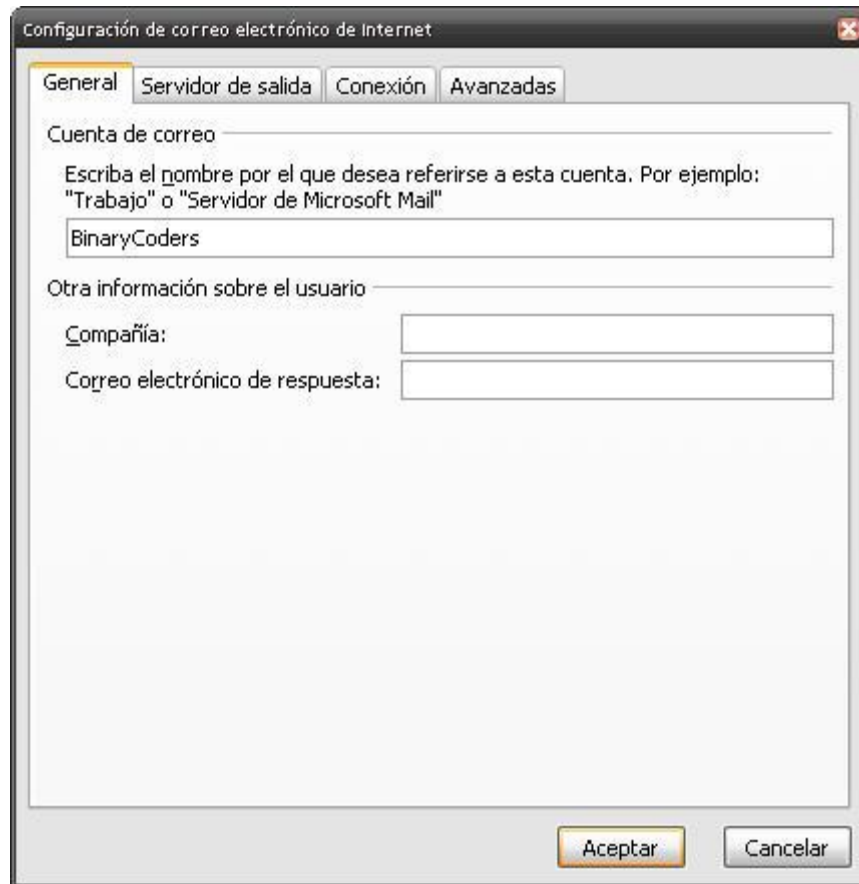 Configuración de correo electrónico de Internet
General
Servidor de salida
Conexión
Avanzadas
Cuenta de correo
Escriba el nombre por el que desea referirse a esta cuenta. Por ejemplo:
"Trabajo" o "Servidor de Microsoft Mail"
BinaryCoders
Otra información sobre el usuario
Compañía:
Correo electrónico de respuesta:
Aceptar
Cancelar